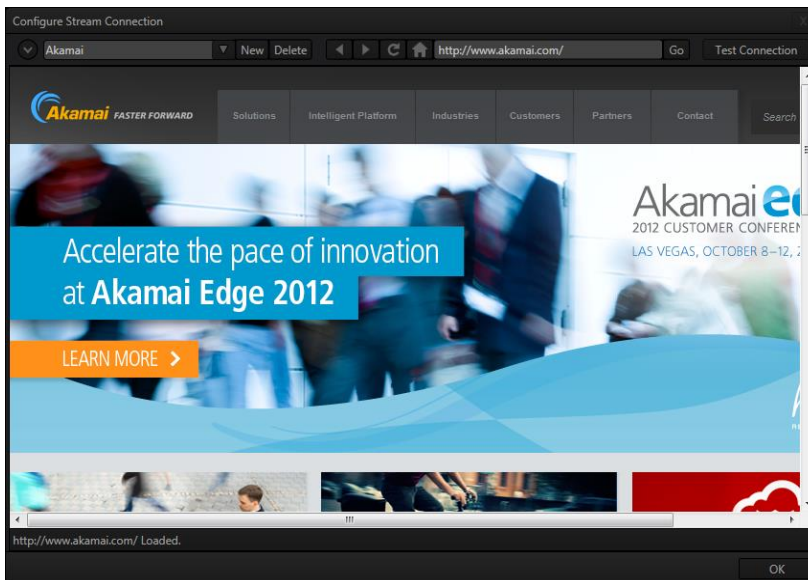 Configure Stream Connection
Akamai New Delete http://www.akamai.com/ Go Test Connection
Akamai FASTER FORWARD Solutions Intelligent Platform Industries Customers Partners Contact Search
Akamai
2012 CUSTOMER
LAS VEGAS, OCTOBER 8–12,
Accelerate the pace of innovation
at Akamai Edge 2012
LEARN MORE
http://www.akamai.com/ Loaded.
OK